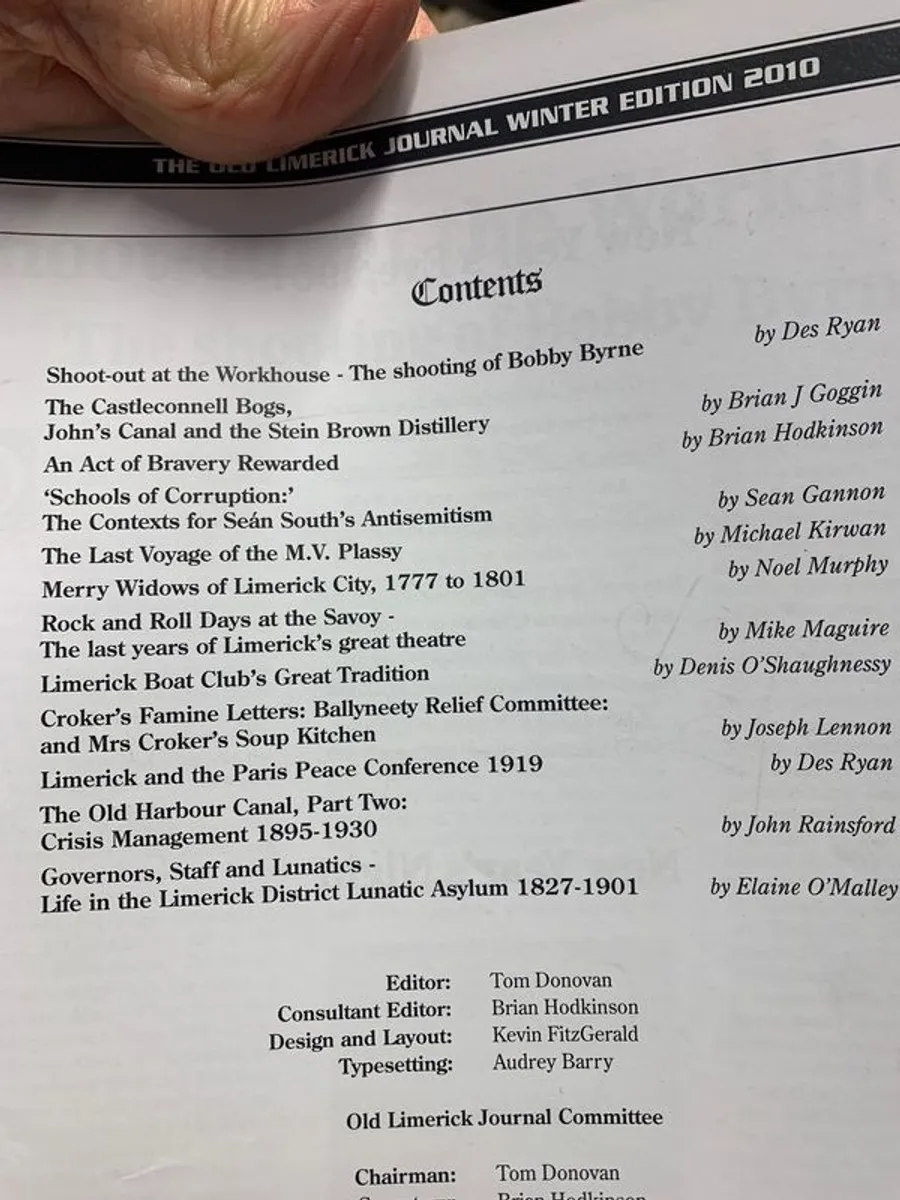 THE OLD LIMERICK JOURNAL WINTER EDITION 2010
Contents
Shoot-out at the Workhouse - The shooting of Bobby Byrne by Des Ryan
The Castleconnell Bogs,
John's Canal and the Stein Brown Distillery by Brian J Goggin
An Act of Bravery Rewarded by Brian Hodkinson
‘Schools of Corruption:’
The Contexts for Seán South's Antisemitism by Sean Gannon
The Last Voyage of the M.V. Plassy by Michael Kirwan
Merry Widows of Limerick City, 1777 to 1801 by Noel Murphy
Rock and Roll Days at the Savoy -
The last years of Limerick's great theatre by Mike Maguire
Limerick Boat Club's Great Tradition by Denis O'Shaughnessy
Croker's Famine Letters: Ballyneety Relief Committee:
and Mrs Croker's Soup Kitchen by Joseph Lennon
Limerick and the Paris Peace Conference 1919 by Des Ryan
The Old Harbour Canal, Part Two:
Crisis Management 1895-1930 by John Rainsford
Governors, Staff and Lunatics -
Life in the Limerick District Lunatic Asylum 1827-1901 by Elaine O'Malley
Editor: Tom Donovan
Consultant Editor: Brian Hodkinson
Design and Layout: Kevin FitzGerald
Typesetting: Audrey Barry
Old Limerick Journal Committee
Chairman: Tom Donovan
Brian Hodkinson